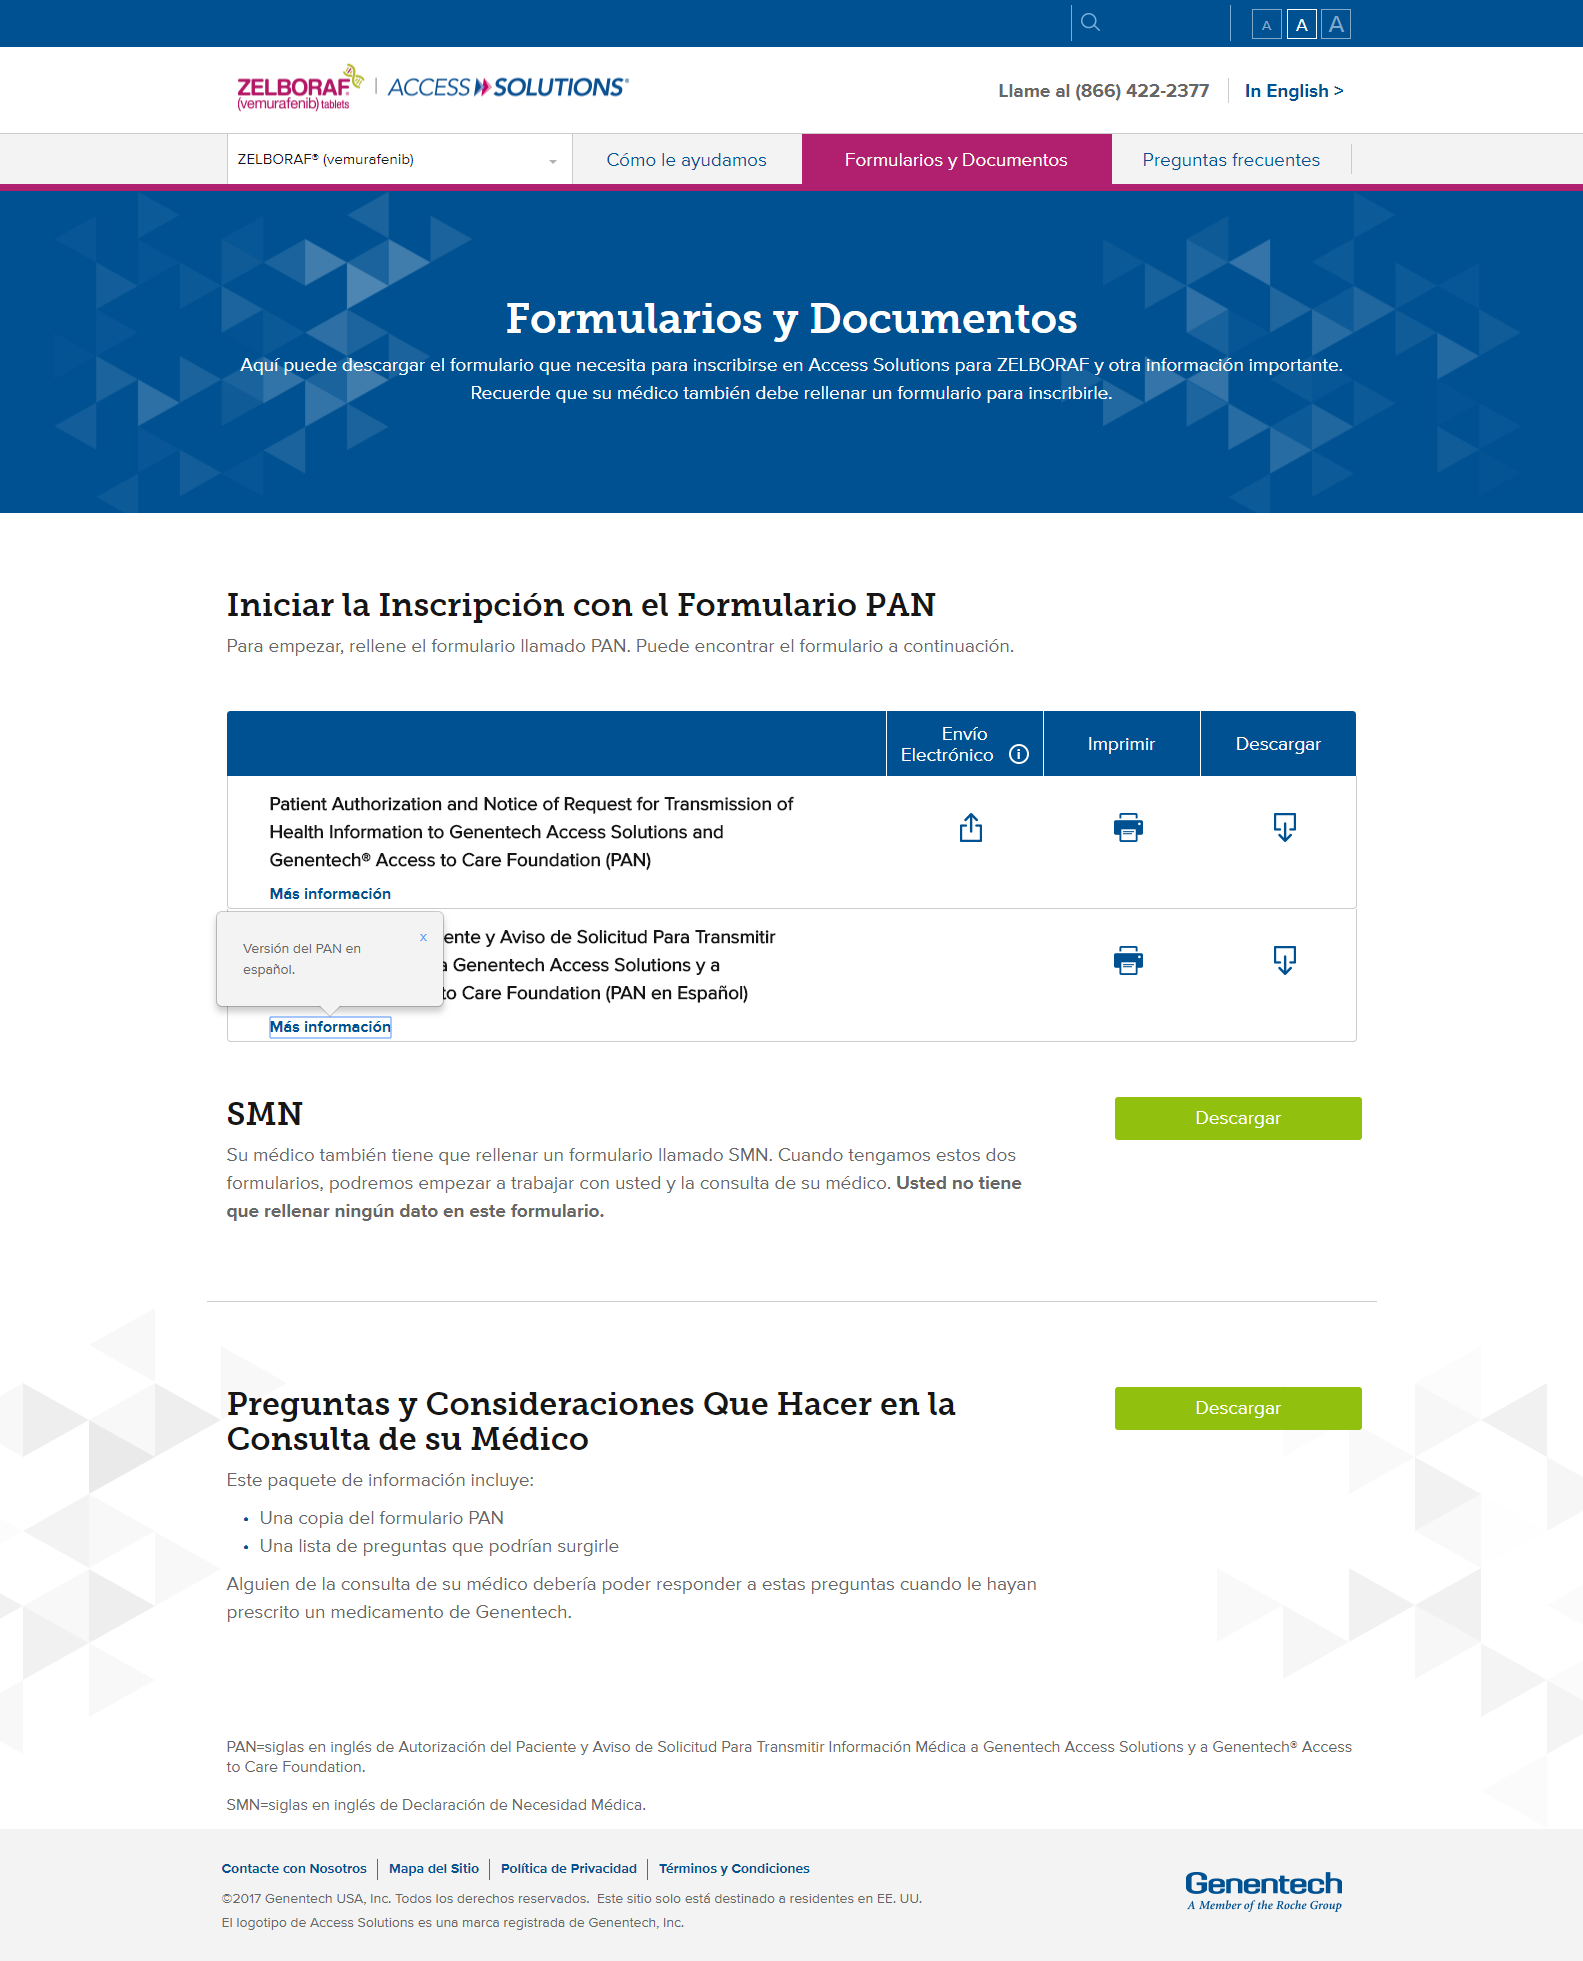 A A A
ZELBORAF®
(vemurafenib) tablets
ACCESS SOLUTIONS®
Llame al (866) 422-2377
In English >
ZELBORAF® (vemurafenib)
Cómo le ayudamos
Formularios y Documentos
Preguntas frecuentes
Formularios y Documentos
Aquí puede descargar el formulario que necesita para inscribirse en Access Solutions para ZELBORAF y otra información importante.
Recuerde que su médico también debe rellenar un formulario para inscribirle.
Iniciar la Inscripción con el Formulario PAN
Para empezar, rellene el formulario llamado PAN. Puede encontrar el formulario a continuación.
Envío
Electrónico
Imprimir
Descargar
Patient Authorization and Notice of Request for Transmission of
Health Information to Genentech Access Solutions and
Genentech® Access to Care Foundation (PAN)
Más información
x
Versión del PAN en
español.
ente y Aviso de Solicitud Para Transmitir
a Genentech Access Solutions y a
to Care Foundation (PAN en Español)
Más información
SMN
Descargar
Su médico también tiene que rellenar un formulario llamado SMN. Cuando tengamos estos dos
formularios, podremos empezar a trabajar con usted y la consulta de su médico. Usted no tiene
que rellenar ningún dato en este formulario.
Preguntas y Consideraciones Que Hacer en la
Consulta de su Médico
Descargar
Este paquete de información incluye:
• Una copia del formulario PAN
• Una lista de preguntas que podrían surgirle
Alguien de la consulta de su médico debería poder responder a estas preguntas cuando le hayan
prescrito un medicamento de Genentech.
PAN=siglas en inglés de Autorización del Paciente y Aviso de Solicitud Para Transmitir Información Médica a Genentech Access Solutions y a Genentech® Access
to Care Foundation.
SMN=siglas en inglés de Declaración de Necesidad Médica.
Contacte con Nosotros
Mapa del Sitio
Política de Privacidad
Términos y Condiciones
©2017 Genentech USA, Inc. Todos los derechos reservados. Este sitio solo está destinado a residentes en EE. UU.
El logotipo de Access Solutions es una marca registrada de Genentech, Inc.
Genentech
A Member of the Roche Group